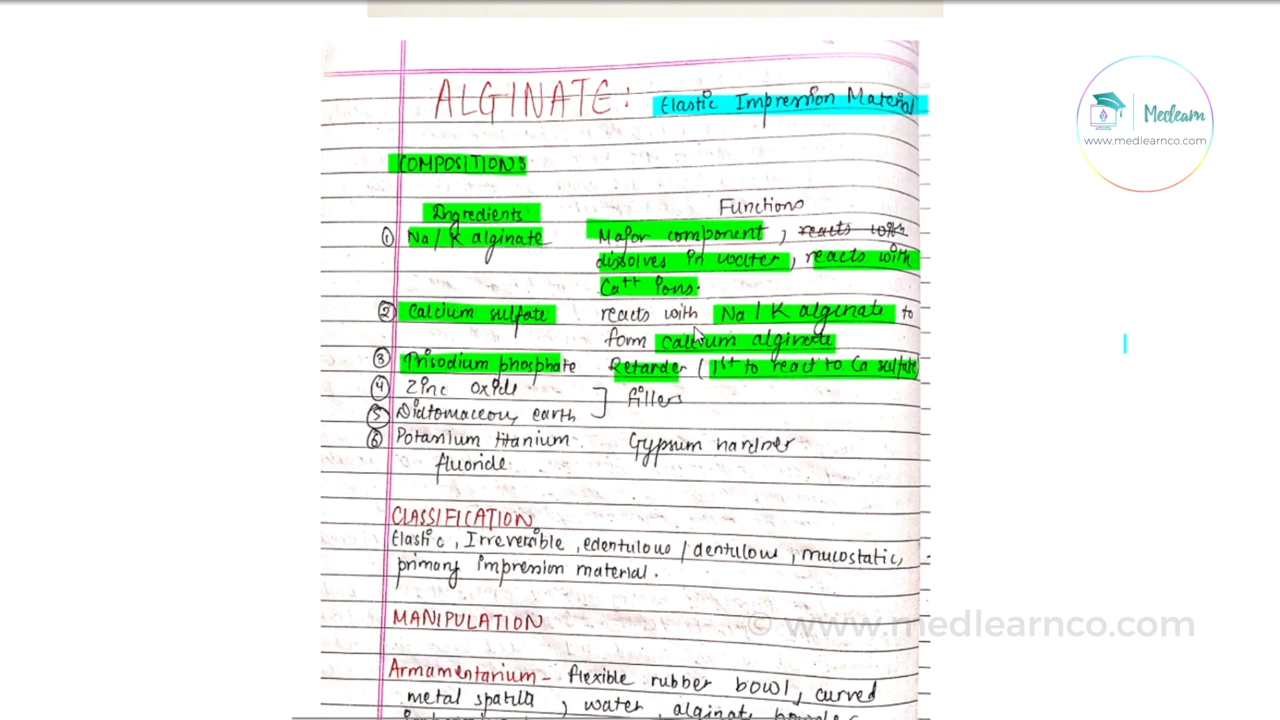 ALGINATE: Elastic Impression Material
COMPOSITION:
Ingredients Functions
① Na/K alginate Major component, reacts with
dissolves in water, reacts with
Ca++ ions.
② Calcium sulfate reacts with Na/K alginate to
form calcium alginate
③ Trisodium phosphate Retarder (1st to react to Ca sulfate)
④ Zinc oxide
⑤ Diatomaceous earth ] filler
⑥ Potassium titanium Gypsum hardner
fluoride
CLASSIFICATION
Elastic, Irreversible, edentulous/dentulous, mucostatic,
primary impression material.
MANIPULATION
Armamentarium - flexible rubber bowl, curved
metal spatula, water, alginate
Medlearn
www.medlearnco.com
© www.medlearnco.com